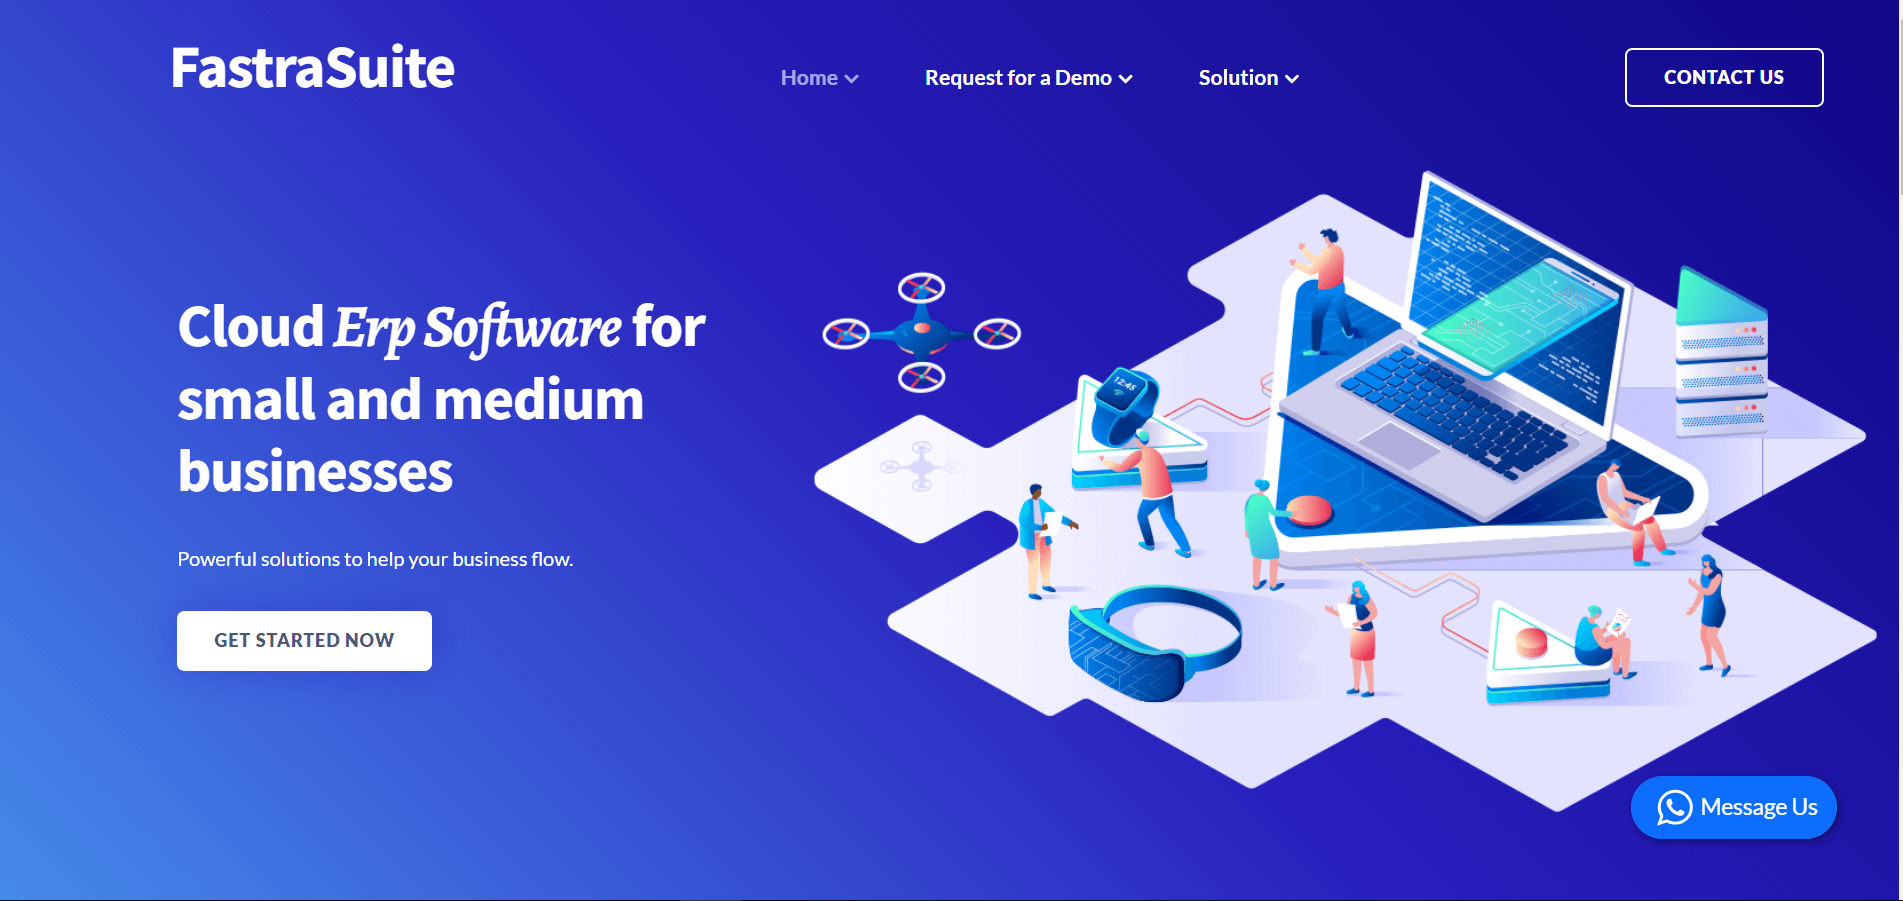 FastraSuite
Home
Request for a Demo
Solution
CONTACT US
Cloud Erp Software for
small and medium
businesses
Powerful solutions to help your business flow.
GET STARTED NOW
12:45
Message Us